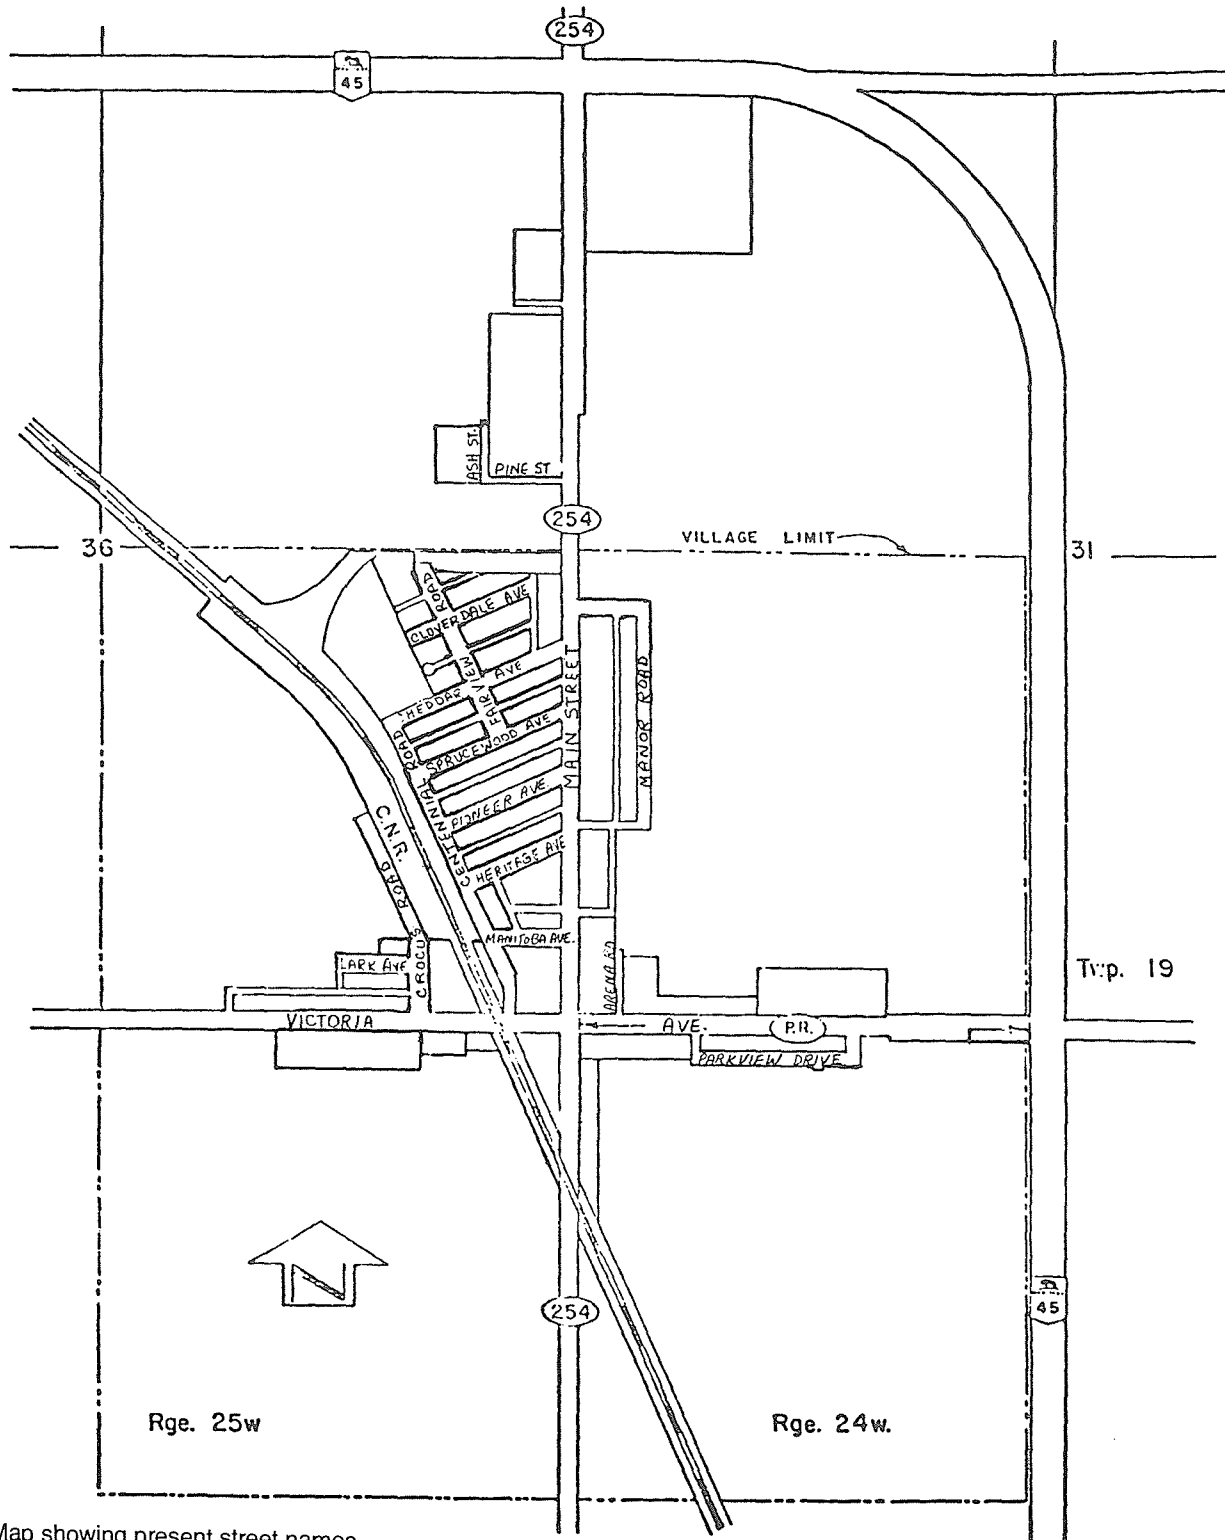 254
45
ASH ST.
PINE ST
254
VILLAGE LIMIT
36
31
FAIRVIEW ROAD
CLOVERDALE AVE
CHEDDAR AVE
SPRUCEWOOD AVE
MAIN STREET
MANOR ROAD
CENTENNIAL ROAD
PIONEER AVE.
HERITAGE AVE
C.N.R.
CROCUS ROAD
MANITOBA AVE.
LARK AVE
ARENA RD
Twp. 19
VICTORIA AVE.
P.R.
PARKVIEW DRIVE
254
45
Rge. 25w
Rge. 24w.
Map showing present street names